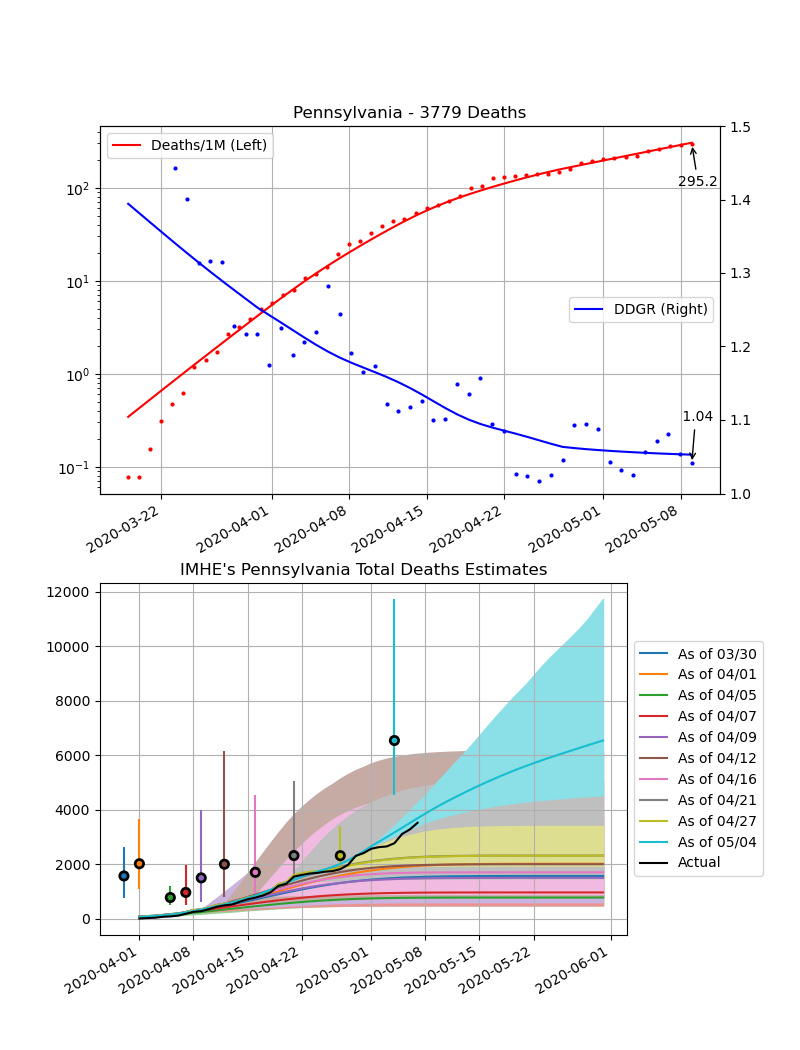 Pennsylvania - 3779 Deaths
Deaths/1M (Left)
DDGR (Right)
295.2
1.04
10²
10¹
10⁰
10⁻¹
1.5
1.4
1.3
1.2
1.1
1.0
2020-03-22
2020-04-01
2020-04-08
2020-04-15
2020-04-22
2020-05-01
2020-05-08
IMHE's Pennsylvania Total Deaths Estimates
12000
10000
8000
6000
4000
2000
0
2020-04-01
2020-04-08
2020-04-15
2020-04-22
2020-05-01
2020-05-08
2020-05-15
2020-05-22
2020-06-01
As of 03/30
As of 04/01
As of 04/05
As of 04/07
As of 04/09
As of 04/12
As of 04/16
As of 04/21
As of 04/27
As of 05/04
Actual